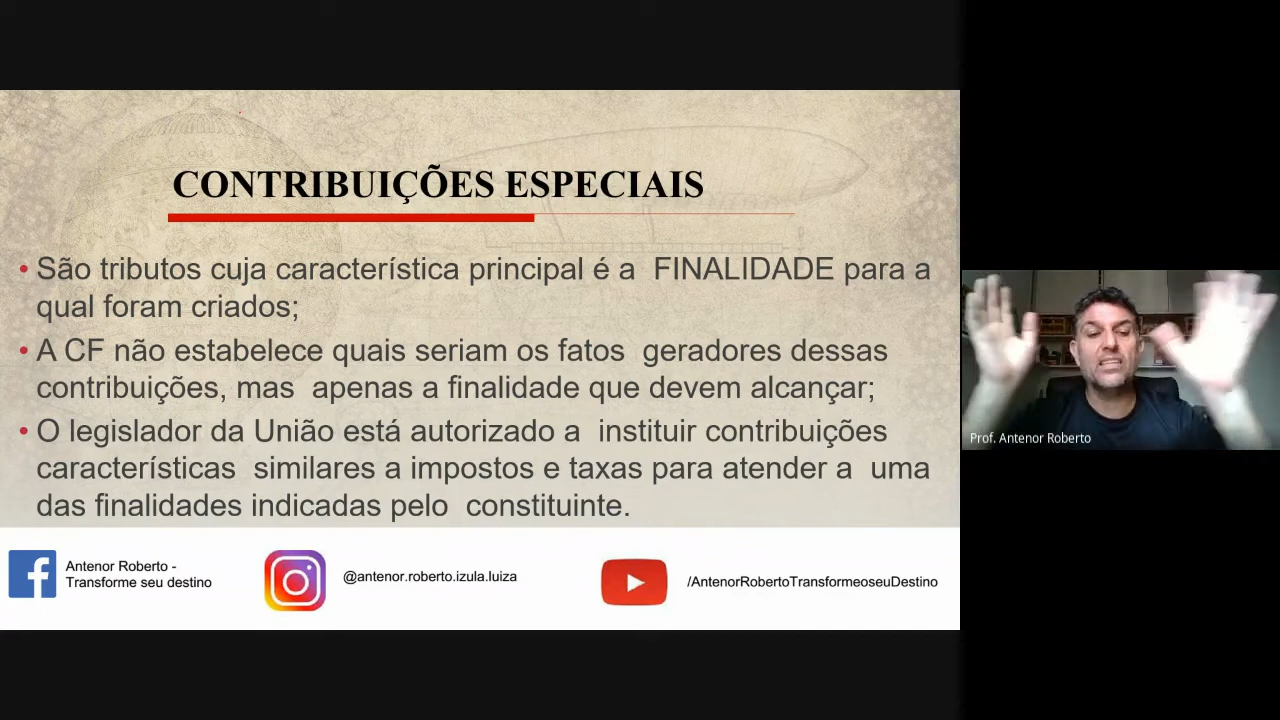 CONTRIBUIÇÕES ESPECIAIS
• São tributos cuja característica principal é a FINALIDADE para a
qual foram criados;
• A CF não estabelece quais seriam os fatos geradores dessas
contribuições, mas apenas a finalidade que devem alcançar;
• O legislador da União está autorizado a instituir contribuições
características similares a impostos e taxas para atender a uma
das finalidades indicadas pelo constituinte.
Antenor Roberto -
Transforme seu destino
@antenor.roberto.izula.luiza
/AntenorRobertoTransformeoseuDestino
Prof. Antenor Roberto